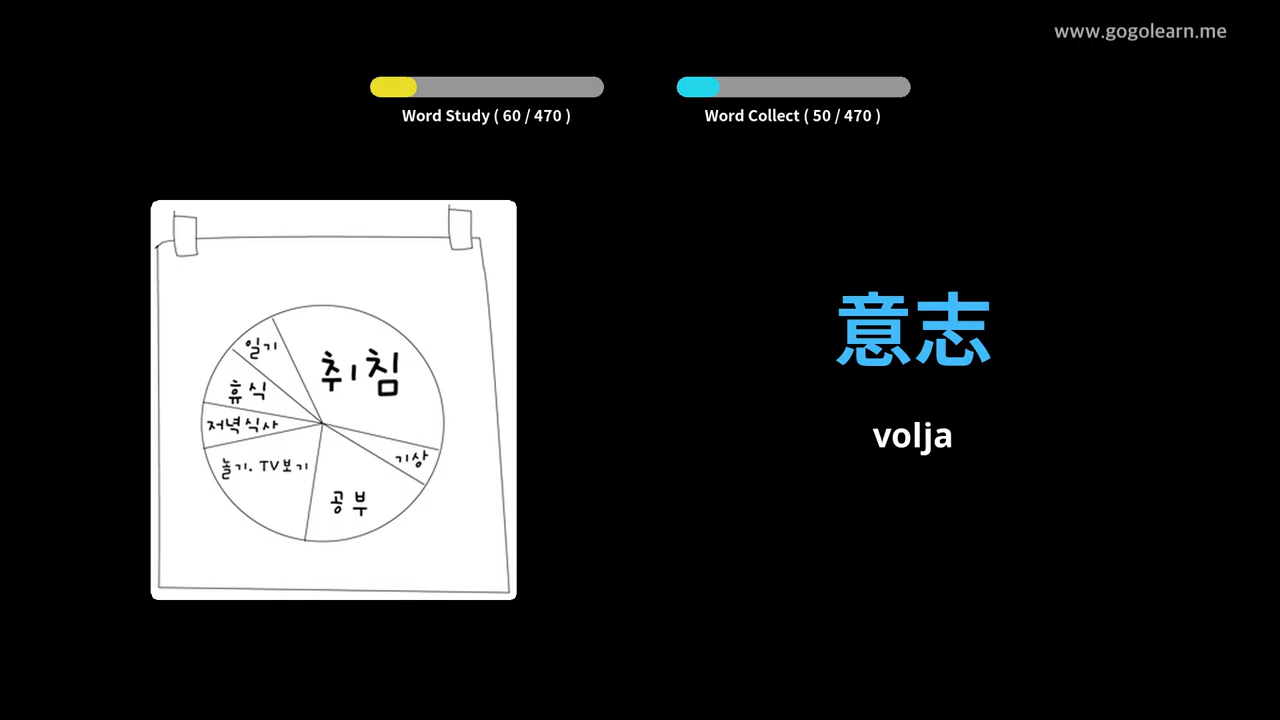 www.gogolearn.me
Word Study ( 60 / 470 )
Word Collect ( 50 / 470 )
일기
취침
휴식
저녁식사
놀기. TV보기
기상
공부
意志
volja